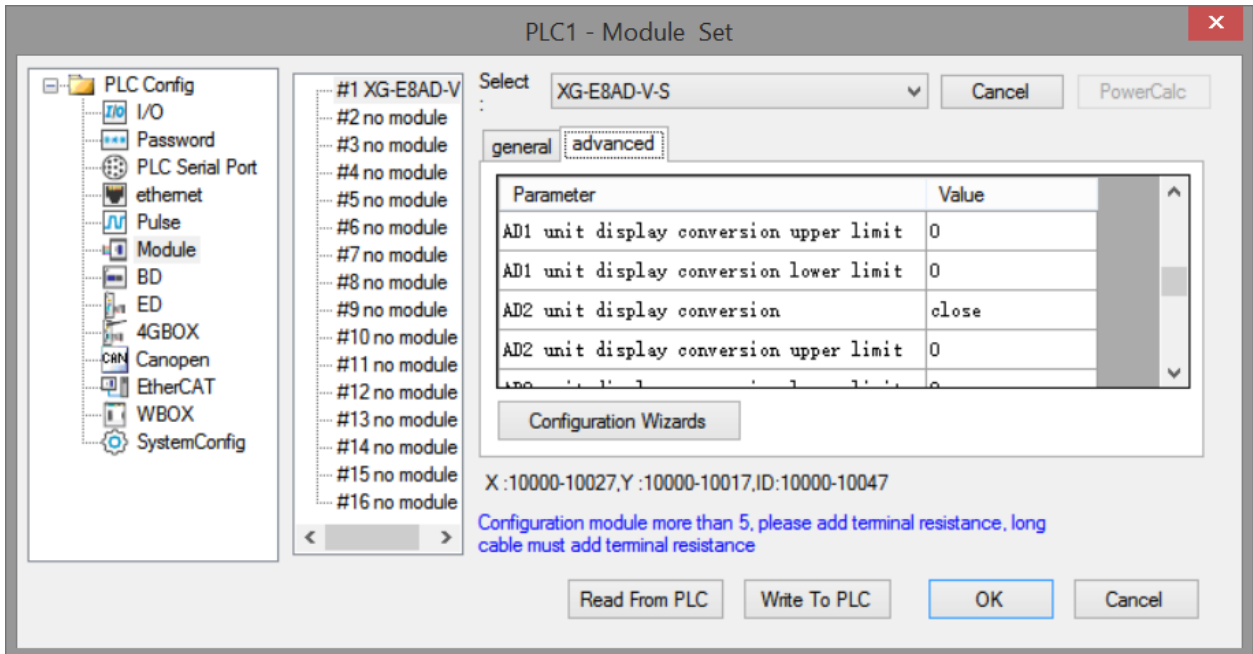 PLC1 - Module Set
PLC Config
I/O
Password
PLC Serial Port
ethernet
Pulse
Module
BD
ED
4GBOX
Canopen
EtherCAT
WBOX
SystemConfig
#1 XG-E8AD-V
#2 no module
#3 no module
#4 no module
#5 no module
#6 no module
#7 no module
#8 no module
#9 no module
#10 no module
#11 no module
#12 no module
#13 no module
#14 no module
#15 no module
#16 no module
Select :
XG-E8AD-V-S
Cancel
PowerCalc
general
advanced
Parameter Value
AD1 unit display conversion upper limit 0
AD1 unit display conversion lower limit 0
AD2 unit display conversion close
AD2 unit display conversion upper limit 0
Configuration Wizards
X :10000-10027,Y :10000-10017,ID:10000-10047
Configuration module more than 5, please add terminal resistance, long
cable must add terminal resistance
Read From PLC
Write To PLC
OK
Cancel